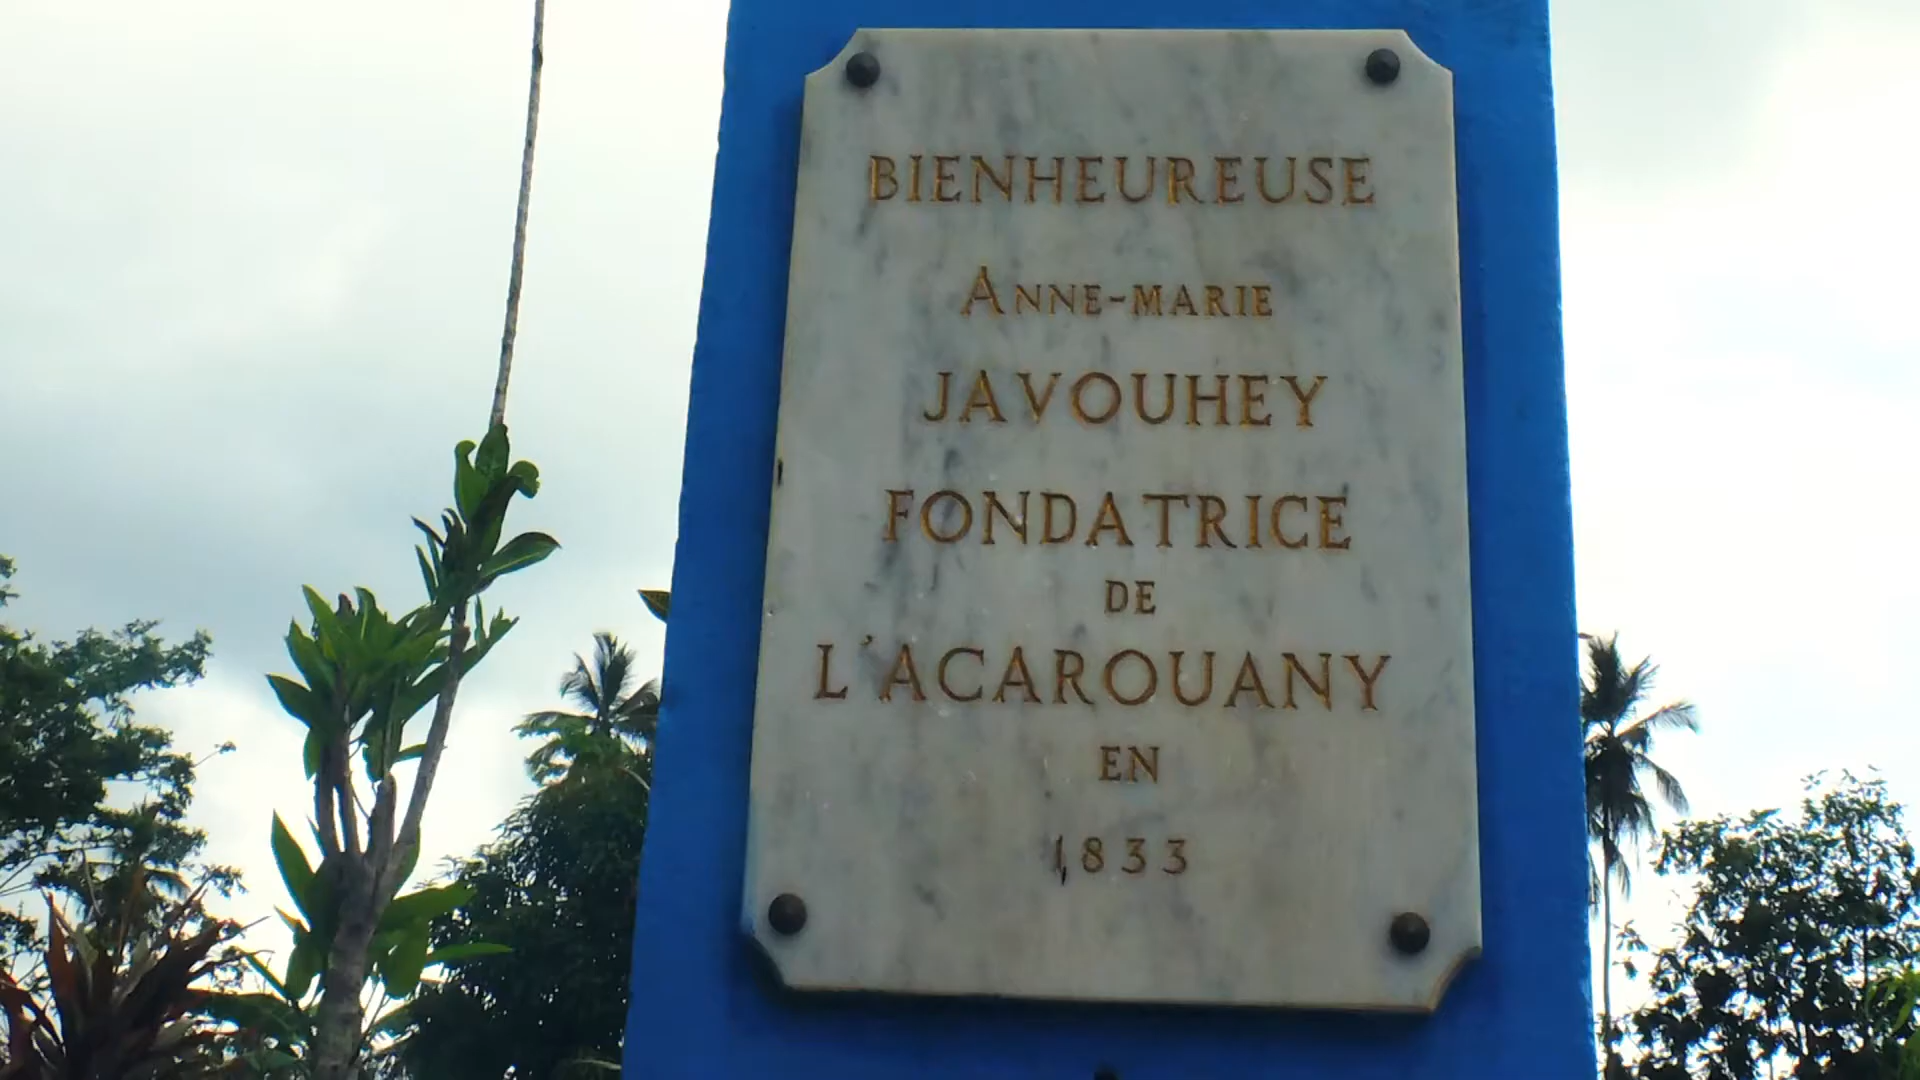 BIENHEUREUSE
ANNE-MARIE
JAVOUHEY
FONDATRICE
DE
L'ACAROUANY
EN
1833